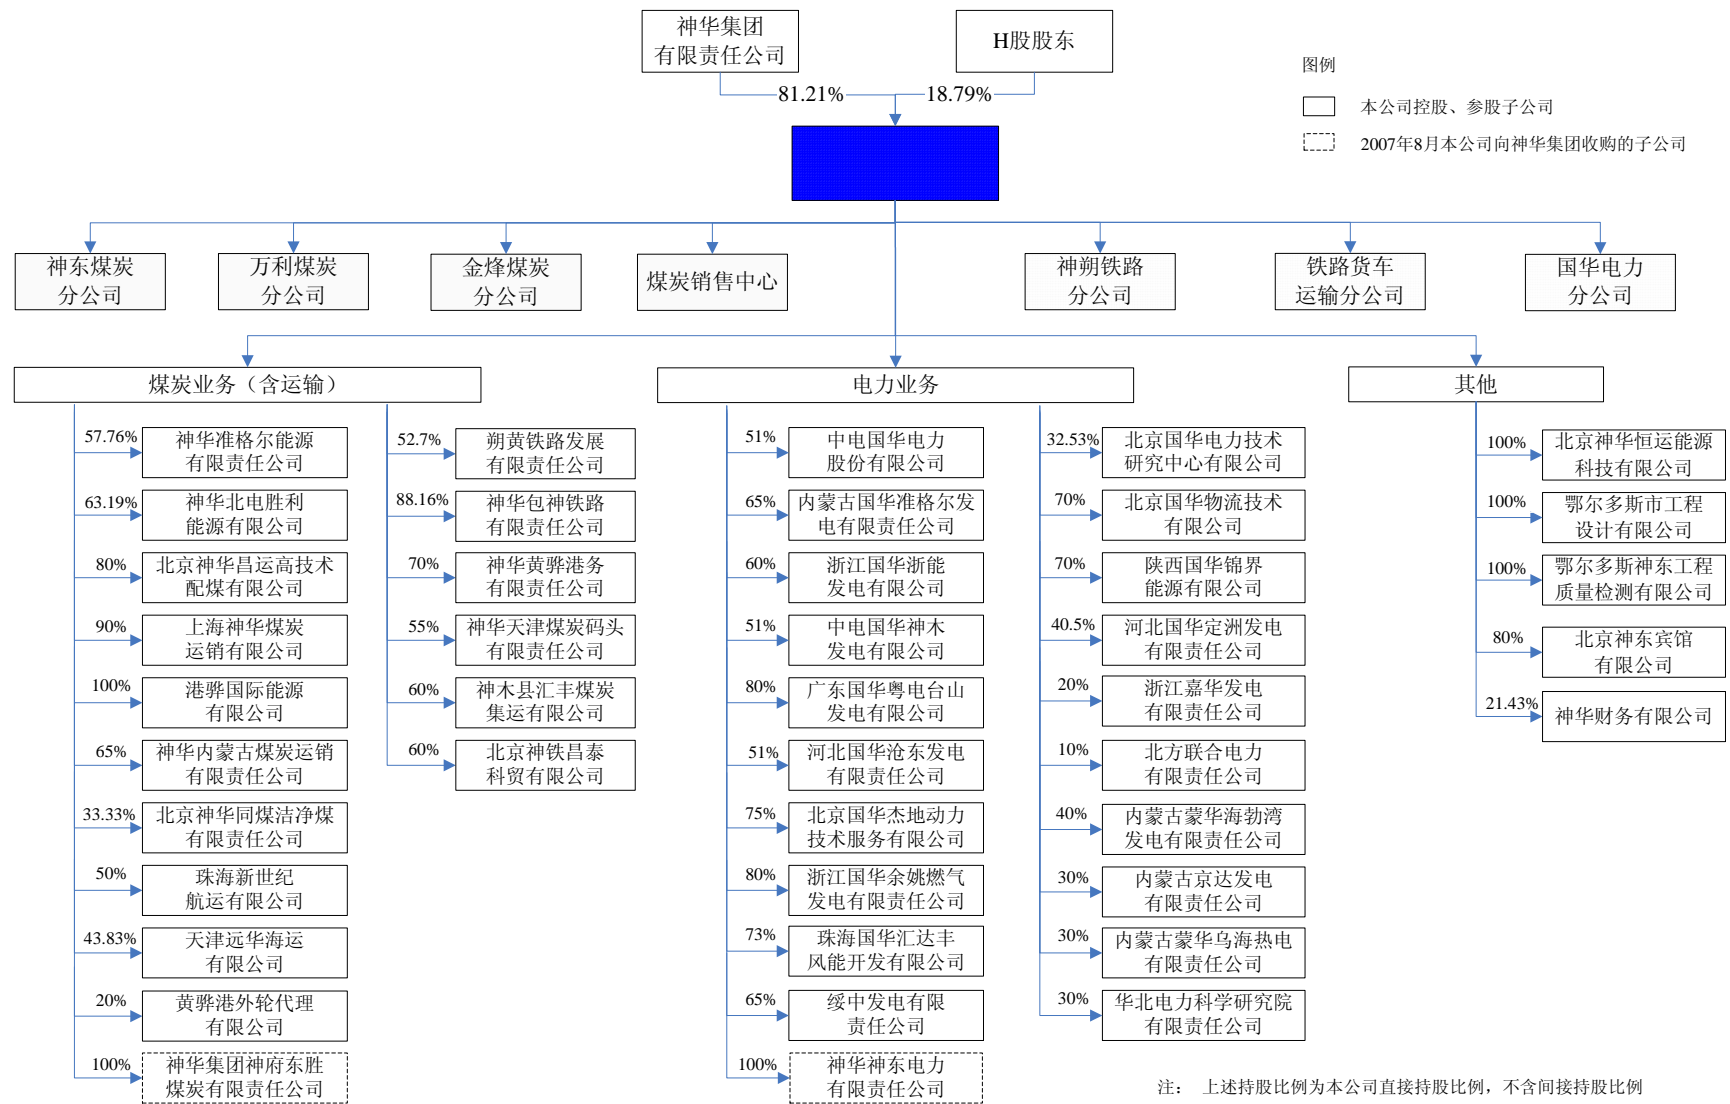 神华集团
有限责任公司
H股股东
81.21%
18.79%
图例
本公司控股、参股子公司
2007年8月本公司向神华集团收购的子公司
神东煤炭
分公司
万利煤炭
分公司
金烽煤炭
分公司
煤炭销售中心
神朔铁路
分公司
铁路货车
运输分公司
国华电力
分公司
煤炭业务（含运输）
57.76%
神华准格尔能源
有限责任公司
63.19%
神华北电胜利
能源有限公司
80%
北京神华昌运高技术
配煤有限公司
90%
上海神华煤炭
运销有限公司
100%
港骅国际能源
有限公司
65%
神华内蒙古煤炭运销
有限责任公司
33.33%
北京神华同煤洁净煤
有限责任公司
50%
珠海新世纪
航运有限公司
43.83%
天津远华海运
有限公司
20%
黄骅港外轮代理
有限公司
100%
神华集团神府东胜
煤炭有限责任公司
52.7%
朔黄铁路发展
有限责任公司
88.16%
神华包神铁路
有限责任公司
70%
神华黄骅港务
有限责任公司
55%
神华天津煤炭码头
有限责任公司
60%
神木县汇丰煤炭
集运有限公司
60%
北京神铁昌泰
科贸有限公司
电力业务
51%
中电国华电力
股份有限公司
65%
内蒙古国华准格尔发
电有限责任公司
60%
浙江国华浙能
发电有限公司
51%
中电国华神木
发电有限公司
80%
广东国华粤电台山
发电有限公司
51%
河北国华沧东发电
有限责任公司
75%
北京国华杰地动力
技术服务有限公司
80%
浙江国华余姚燃气
发电有限责任公司
73%
珠海国华汇达丰
风能开发有限公司
65%
绥中发电有限
责任公司
100%
神华神东电力
有限责任公司
32.53%
北京国华电力技术
研究中心有限公司
70%
北京国华物流技术
有限公司
70%
陕西国华锦界
能源有限公司
40.5%
河北国华定洲发电
有限责任公司
20%
浙江嘉华发电
有限责任公司
10%
北方联合电力
有限责任公司
40%
内蒙古蒙华海勃湾
发电有限责任公司
30%
内蒙古京达发电
有限责任公司
30%
内蒙古蒙华乌海热电
有限责任公司
30%
华北电力科学研究院
有限责任公司
其他
100%
北京神华恒运能源
科技有限公司
100%
鄂尔多斯市工程
设计有限公司
100%
鄂尔多斯神东工程
质量检测有限公司
80%
北京神东宾馆
有限公司
21.43%
神华财务有限公司
注： 上述持股比例为本公司直接持股比例，不含间接持股比例